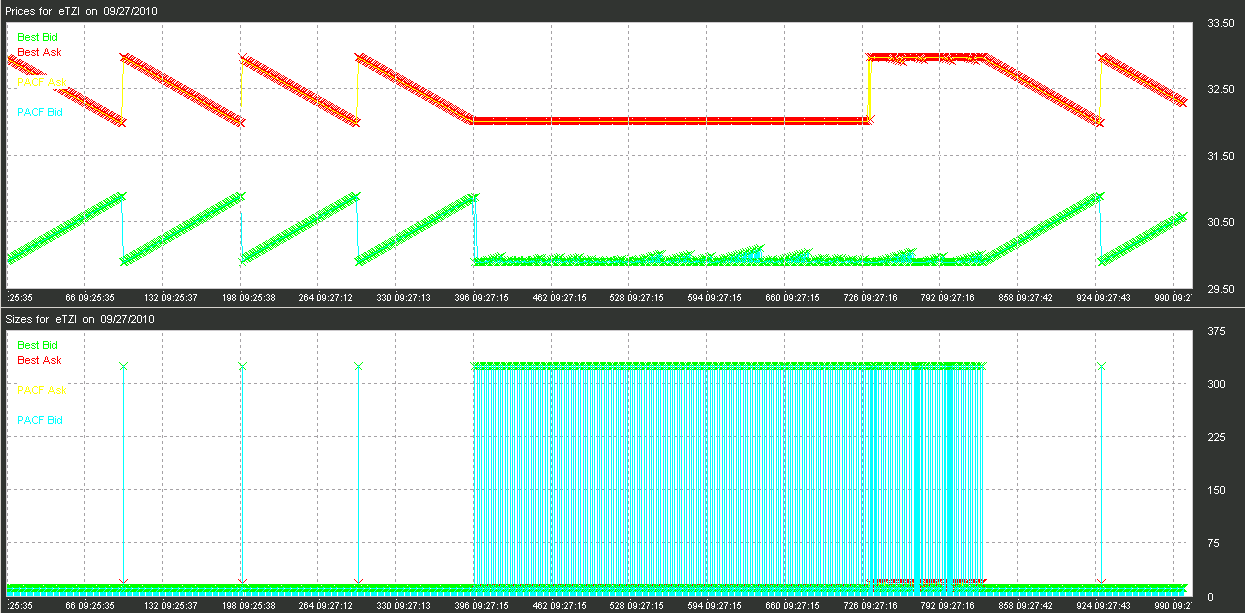 Prices for eTZI on 09/27/2010
Best Bid
Best Ask
PACF Ask
PACF Bid
33.50
32.50
31.50
30.50
29.50
:25:35 66 09:25:35 132 09:25:37 198 09:25:38 264 09:27:12 330 09:27:13 396 09:27:15 462 09:27:15 528 09:27:15 594 09:27:15 660 09:27:15 726 09:27:16 792 09:27:16 858 09:27:42 924 09:27:43 990 09:2
Sizes for eTZI on 09/27/2010
Best Bid
Best Ask
PACF Ask
PACF Bid
375
300
225
150
75
0
:25:35 66 09:25:35 132 09:25:37 198 09:25:38 264 09:27:12 330 09:27:13 396 09:27:15 462 09:27:15 528 09:27:15 594 09:27:15 660 09:27:15 726 09:27:16 792 09:27:16 858 09:27:42 924 09:27:43 990 09:2